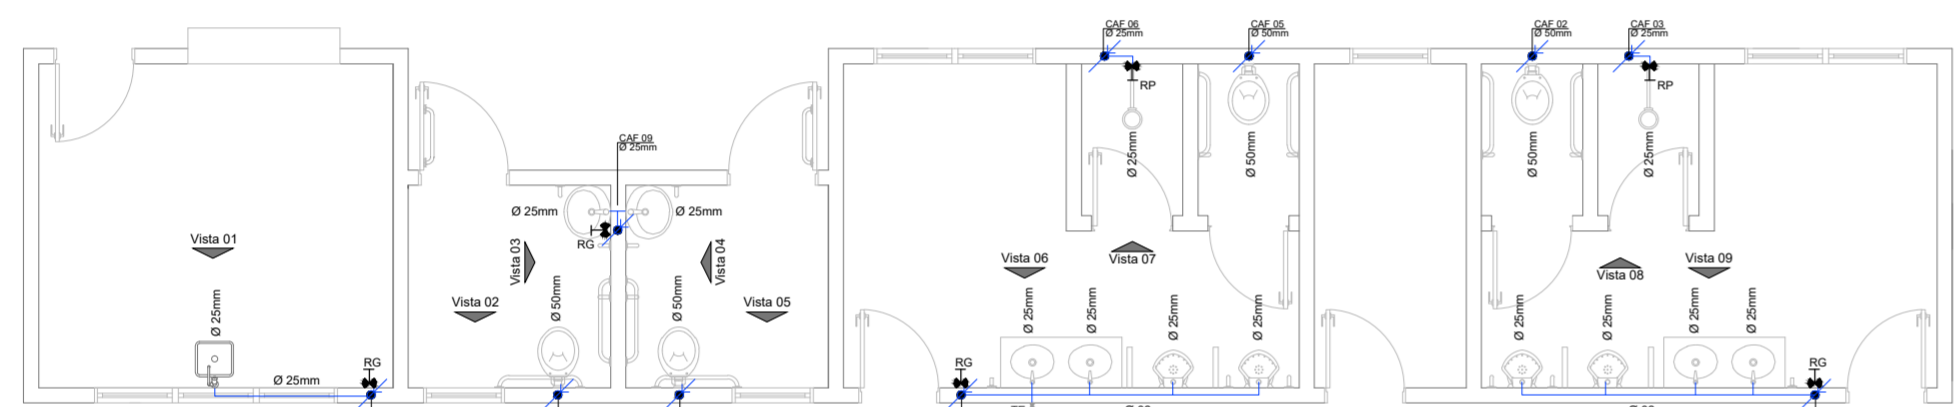 CAF 06
Ø 25mm
CAF 05
Ø 50mm
CAF 02
Ø 50mm
CAF 03
Ø 25mm
RP
RP
CAF 09
Ø 25mm
Ø 25mm
Ø 50mm
Ø 50mm
Ø 25mm
Ø 25mm
Ø 25mm
RG
Vista 01
Vista 03
Vista 04
Vista 06
Vista 07
Vista 08
Vista 09
Vista 02
Vista 05
Ø 25mm
Ø 50mm
Ø 50mm
Ø 25mm
Ø 25mm
Ø 25mm
Ø 25mm
Ø 25mm
Ø 25mm
Ø 25mm
Ø 25mm
Ø 25mm
RG
RG
RG